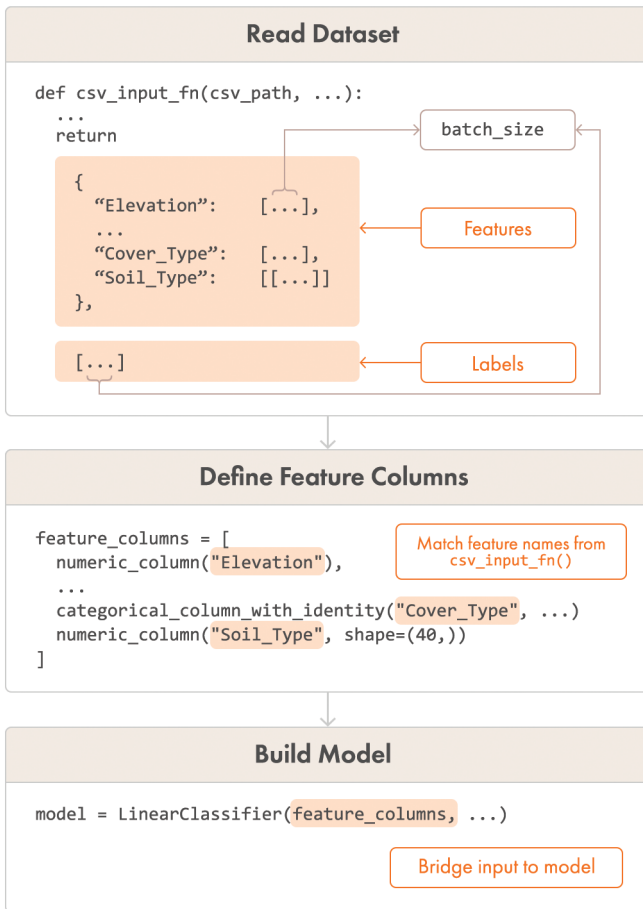 Read Dataset
def csv_input_fn(csv_path, ...):
...
return
batch_size
{
“Elevation”: [...],
...
“Cover_Type”: [...],
“Soil_Type”: [[...]]
},
Features
[...]
Labels
Define Feature Columns
feature_columns = [
numeric_column("Elevation"),
...
categorical_column_with_identity("Cover_Type", ...)
numeric_column("Soil_Type", shape=(40,))
]
Match feature names from
csv_input_fn()
Build Model
model = LinearClassifier(feature_columns, ...)
Bridge input to model